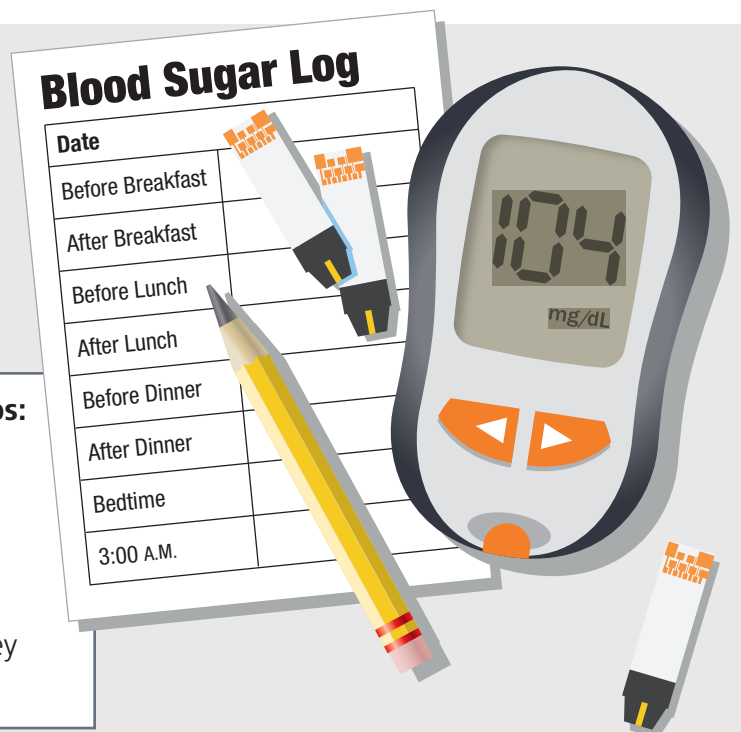 Blood Sugar Log
Date
Before Breakfast
After Breakfast
Before Lunch
After Lunch
Before Dinner
After Dinner
Bedtime
3:00 A.M.
104
mg/dL